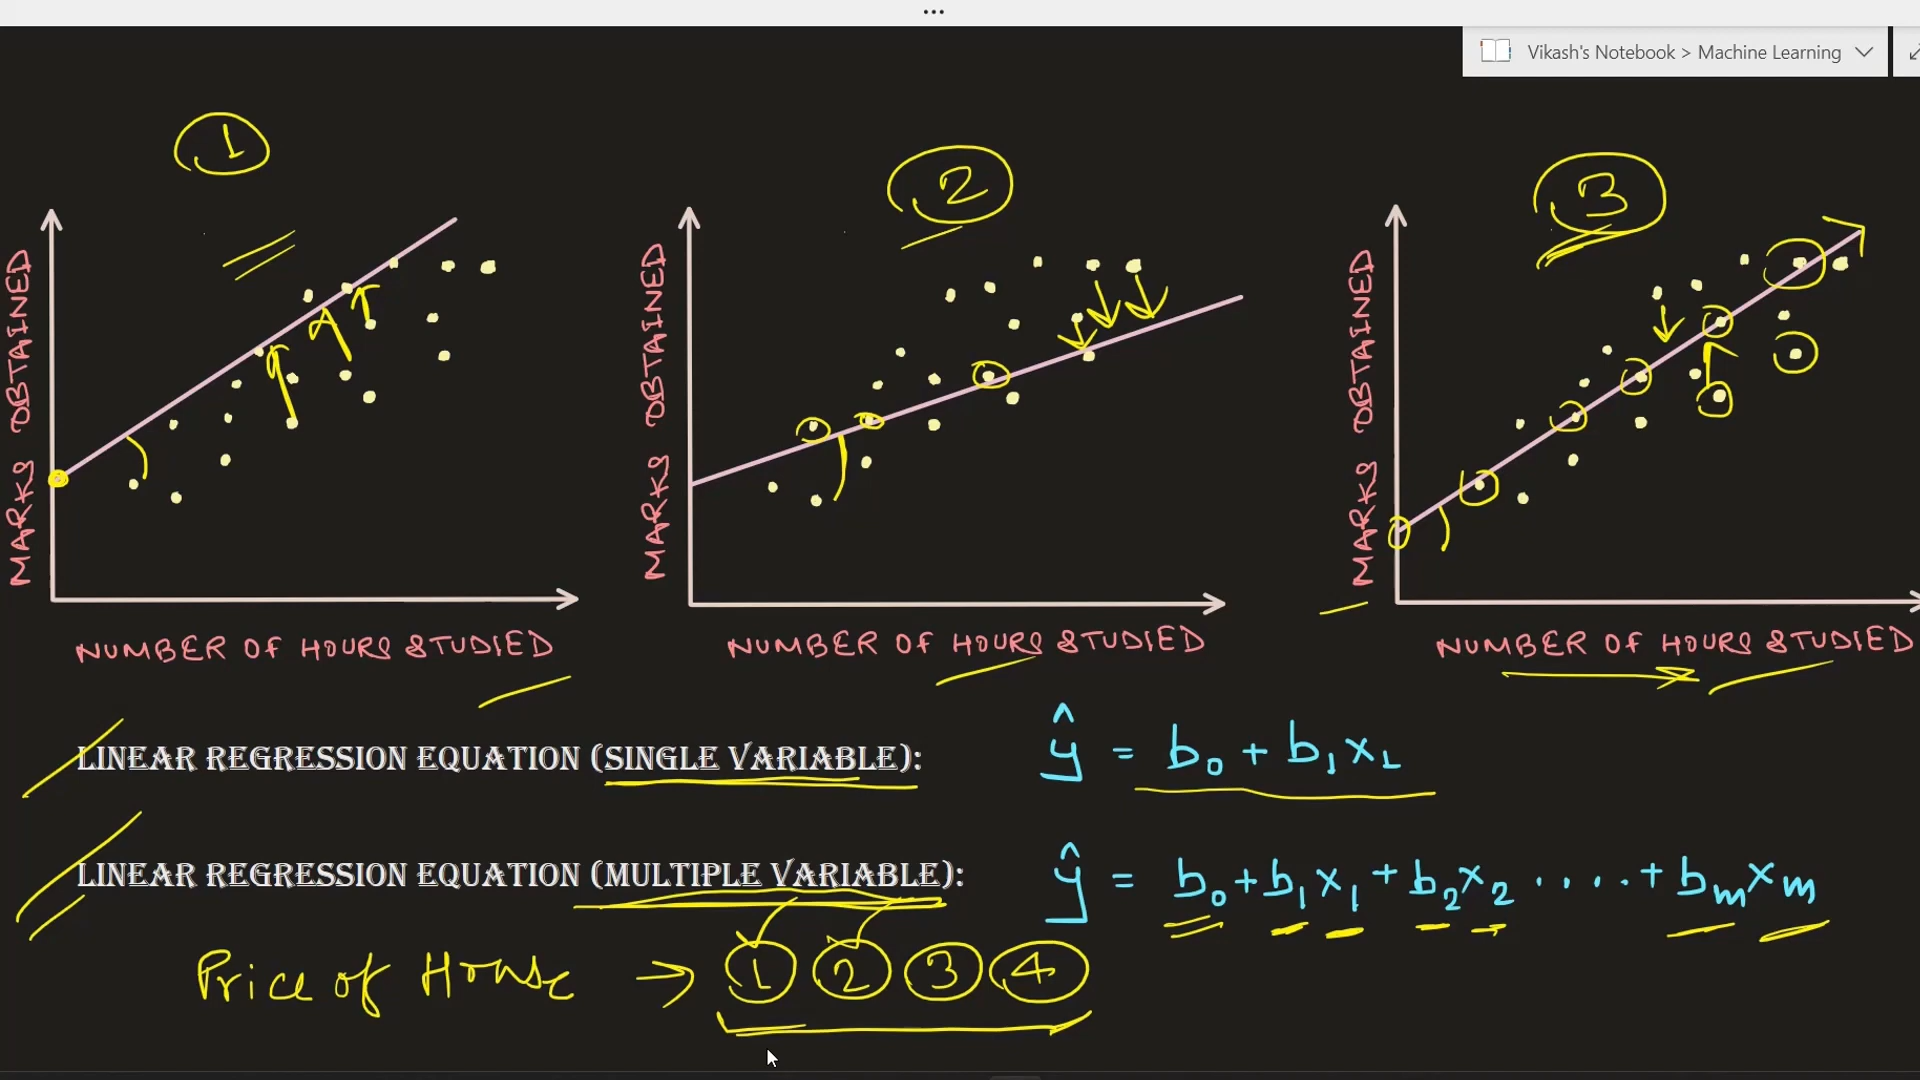 ...
Vikash's Notebook > Machine Learning
1
2
3
MARKS OBTAINED
MARKS OBTAINED
MARKS OBTAINED
NUMBER OF HOURS STUDIED
NUMBER OF HOURS STUDIED
NUMBER OF HOURS STUDIED
LINEAR REGRESSION EQUATION (SINGLE VARIABLE): ŷ = b₀ + b₁x₁
LINEAR REGRESSION EQUATION (MULTIPLE VARIABLE): ŷ = b₀+b₁x₁+b₂x₂.....+bₘxₘ
Price of House → 1 2 3 4